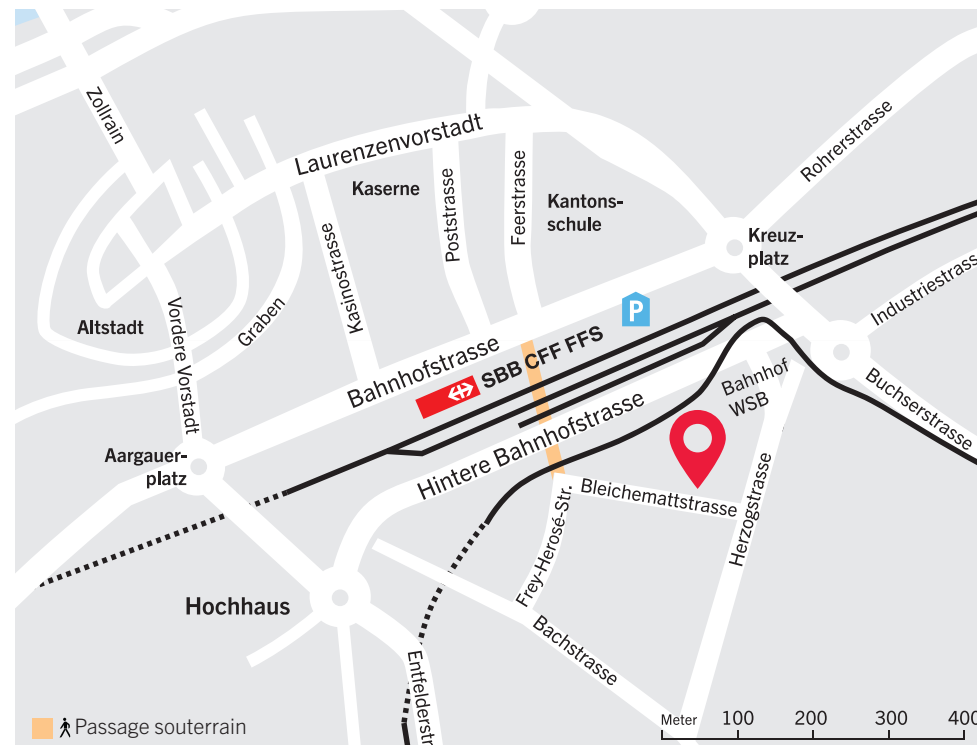 Zollrain
Laurenzenvorstadt
Rohrerstrasse
Kaserne
Poststrasse
Feerstrasse
Kantons-
schule
Kreuz-
platz
Kasinostrasse
Industriestrass
Altstadt
Vordere Vorstadt
Graben
P
Bahnhofstrasse
SBB CFF FFS
Bahnhof
WSB
Buchserstrasse
Hintere Bahnhofstrasse
Aargauer-
platz
Bleichemattstrasse
Herzogstrasse
Frey-Herosé-Str.
Hochhaus
Bachstrasse
Entfelderstr
Passage souterrain
Meter 100 200 300 400